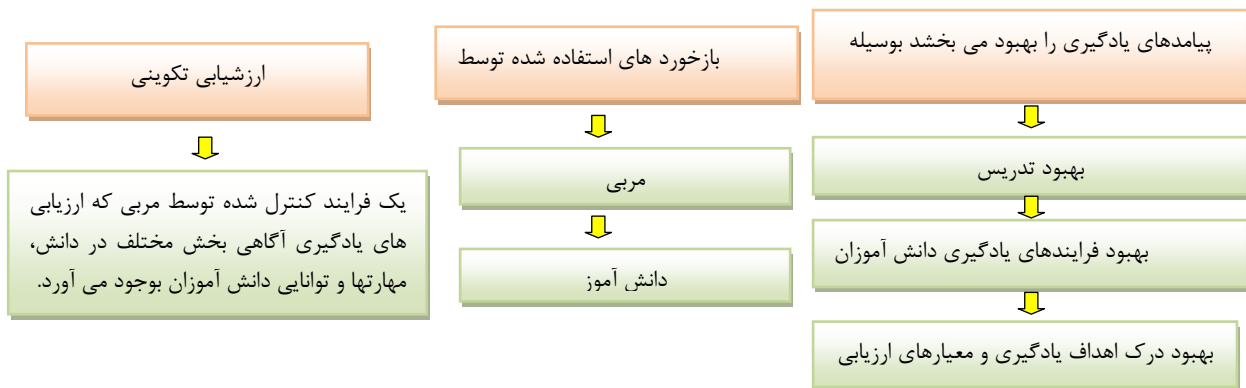 ارزشیابی تکوینی
یک فرایند کنترل شده توسط مربی که ارزیابی
های یادگیری آگاهی بخش مختلف در دانش،
مهارتها و توانایی دانش آموزان بوجود می آورد.
بازخورد های استفاده شده توسط
مربی
دانش آموز
پیامدهای یادگیری را بهبود می بخشد بوسیله
بهبود تدریس
بهبود فرایندهای یادگیری دانش آموزان
بهبود درک اهداف یادگیری و معیارهای ارزیابی